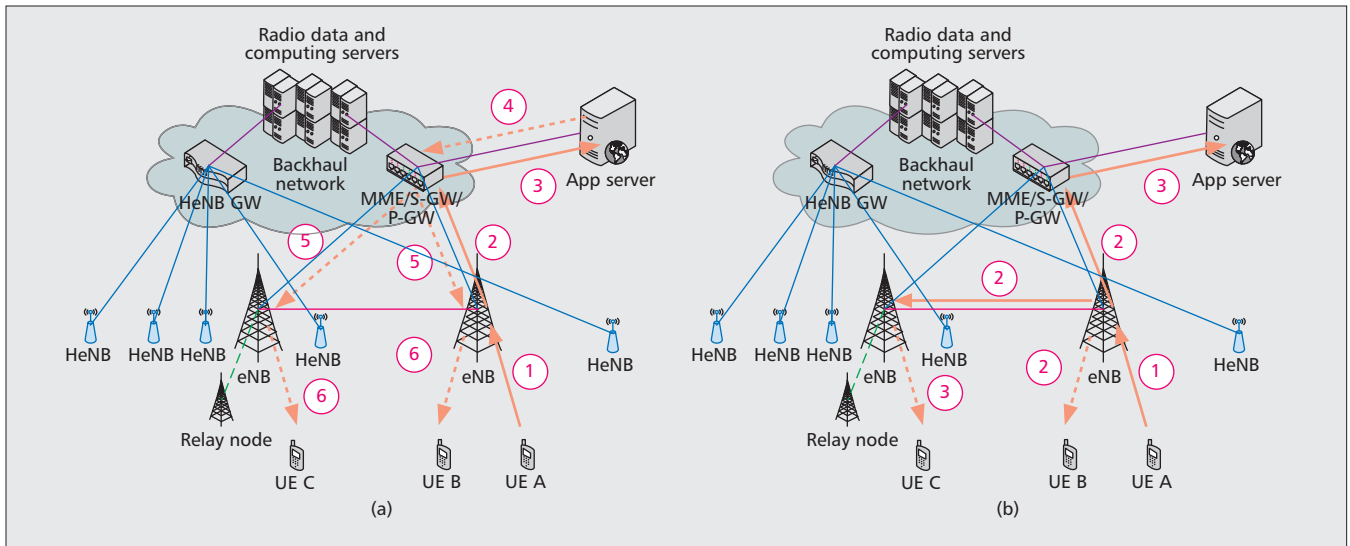 Radio data and
computing servers
4
Backhaul
network
3
App server
HeNB GW
MME/S-GW/
P-GW
5
2
5
HeNB
HeNB
HeNB
HeNB
HeNB
eNB
6
eNB
1
6
Relay node
UE C
UE B
UE A
(a)
Radio data and
computing servers
Backhaul
network
3
App server
HeNB GW
MME/S-GW/
P-GW
2
2
HeNB
HeNB
HeNB
HeNB
HeNB
eNB
2
eNB
1
3
Relay node
UE C
UE B
UE A
(b)